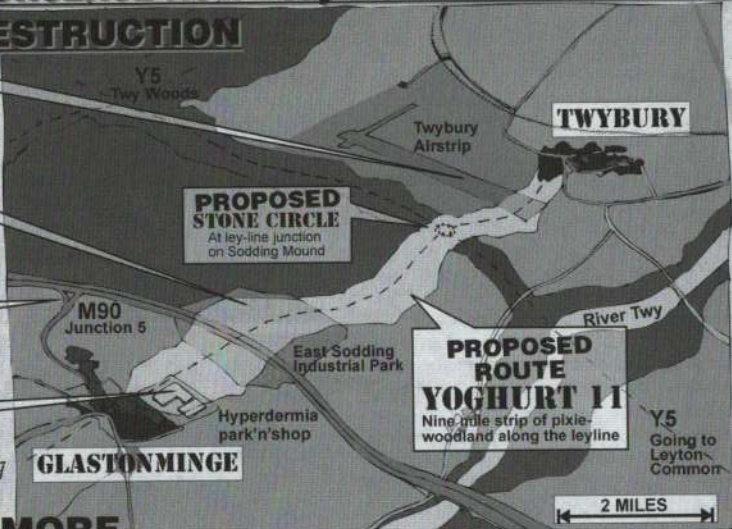 ESTRUCTION
Y5
Twy Woods
Twybury
Airstrip
TWYBURY
PROPOSED
STONE CIRCLE
At ley-line junction
on Sodding Mound
M90
Junction 5
East Sodding
Industrial Park
River Twy
PROPOSED
ROUTE
YOGHURT 11
Nine mile strip of pixie-
woodland along the leyline
Hyperdermia
park'n'shop
Y5
Going to
Leyton
Common
GLASTONMINGE
2 MILES
MORE